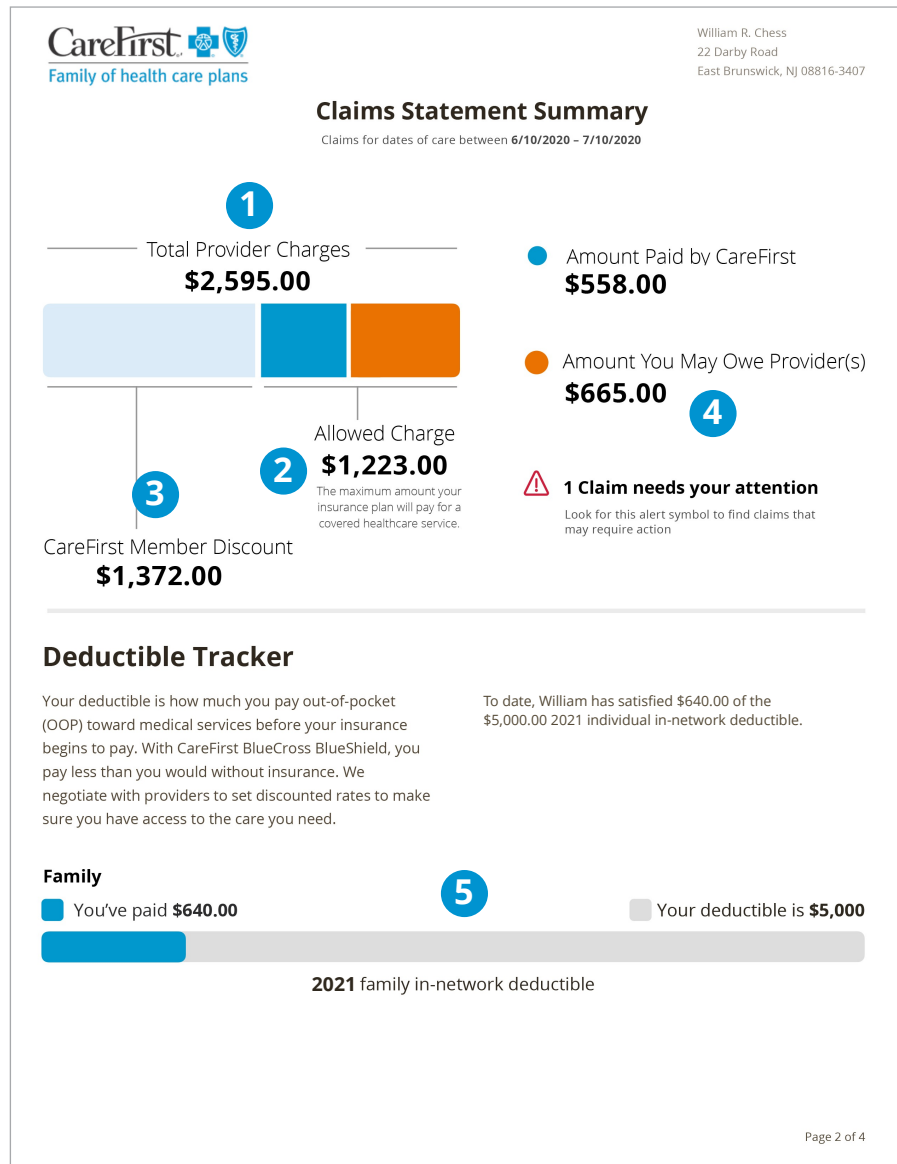 CareFirst
Family of health care plans
William R. Chess
22 Darby Road
East Brunswick, NJ 08816-3407
Claims Statement Summary
Claims for dates of care between 6/10/2020 – 7/10/2020
1
Total Provider Charges
$2,595.00
Amount Paid by CareFirst
$558.00
Amount You May Owe Provider(s)
$665.00
4
Allowed Charge
2
$1,223.00
The maximum amount your
insurance plan will pay for a
covered healthcare service.
3
CareFirst Member Discount
$1,372.00
1 Claim needs your attention
Look for this alert symbol to find claims that
may require action
Deductible Tracker
Your deductible is how much you pay out-of-pocket
(OOP) toward medical services before your insurance
begins to pay. With CareFirst BlueCross BlueShield, you
pay less than you would without insurance. We
negotiate with providers to set discounted rates to make
sure you have access to the care you need.
To date, William has satisfied $640.00 of the
$5,000.00 2021 individual in-network deductible.
Family
5
You’ve paid $640.00
Your deductible is $5,000
2021 family in-network deductible
Page 2 of 4